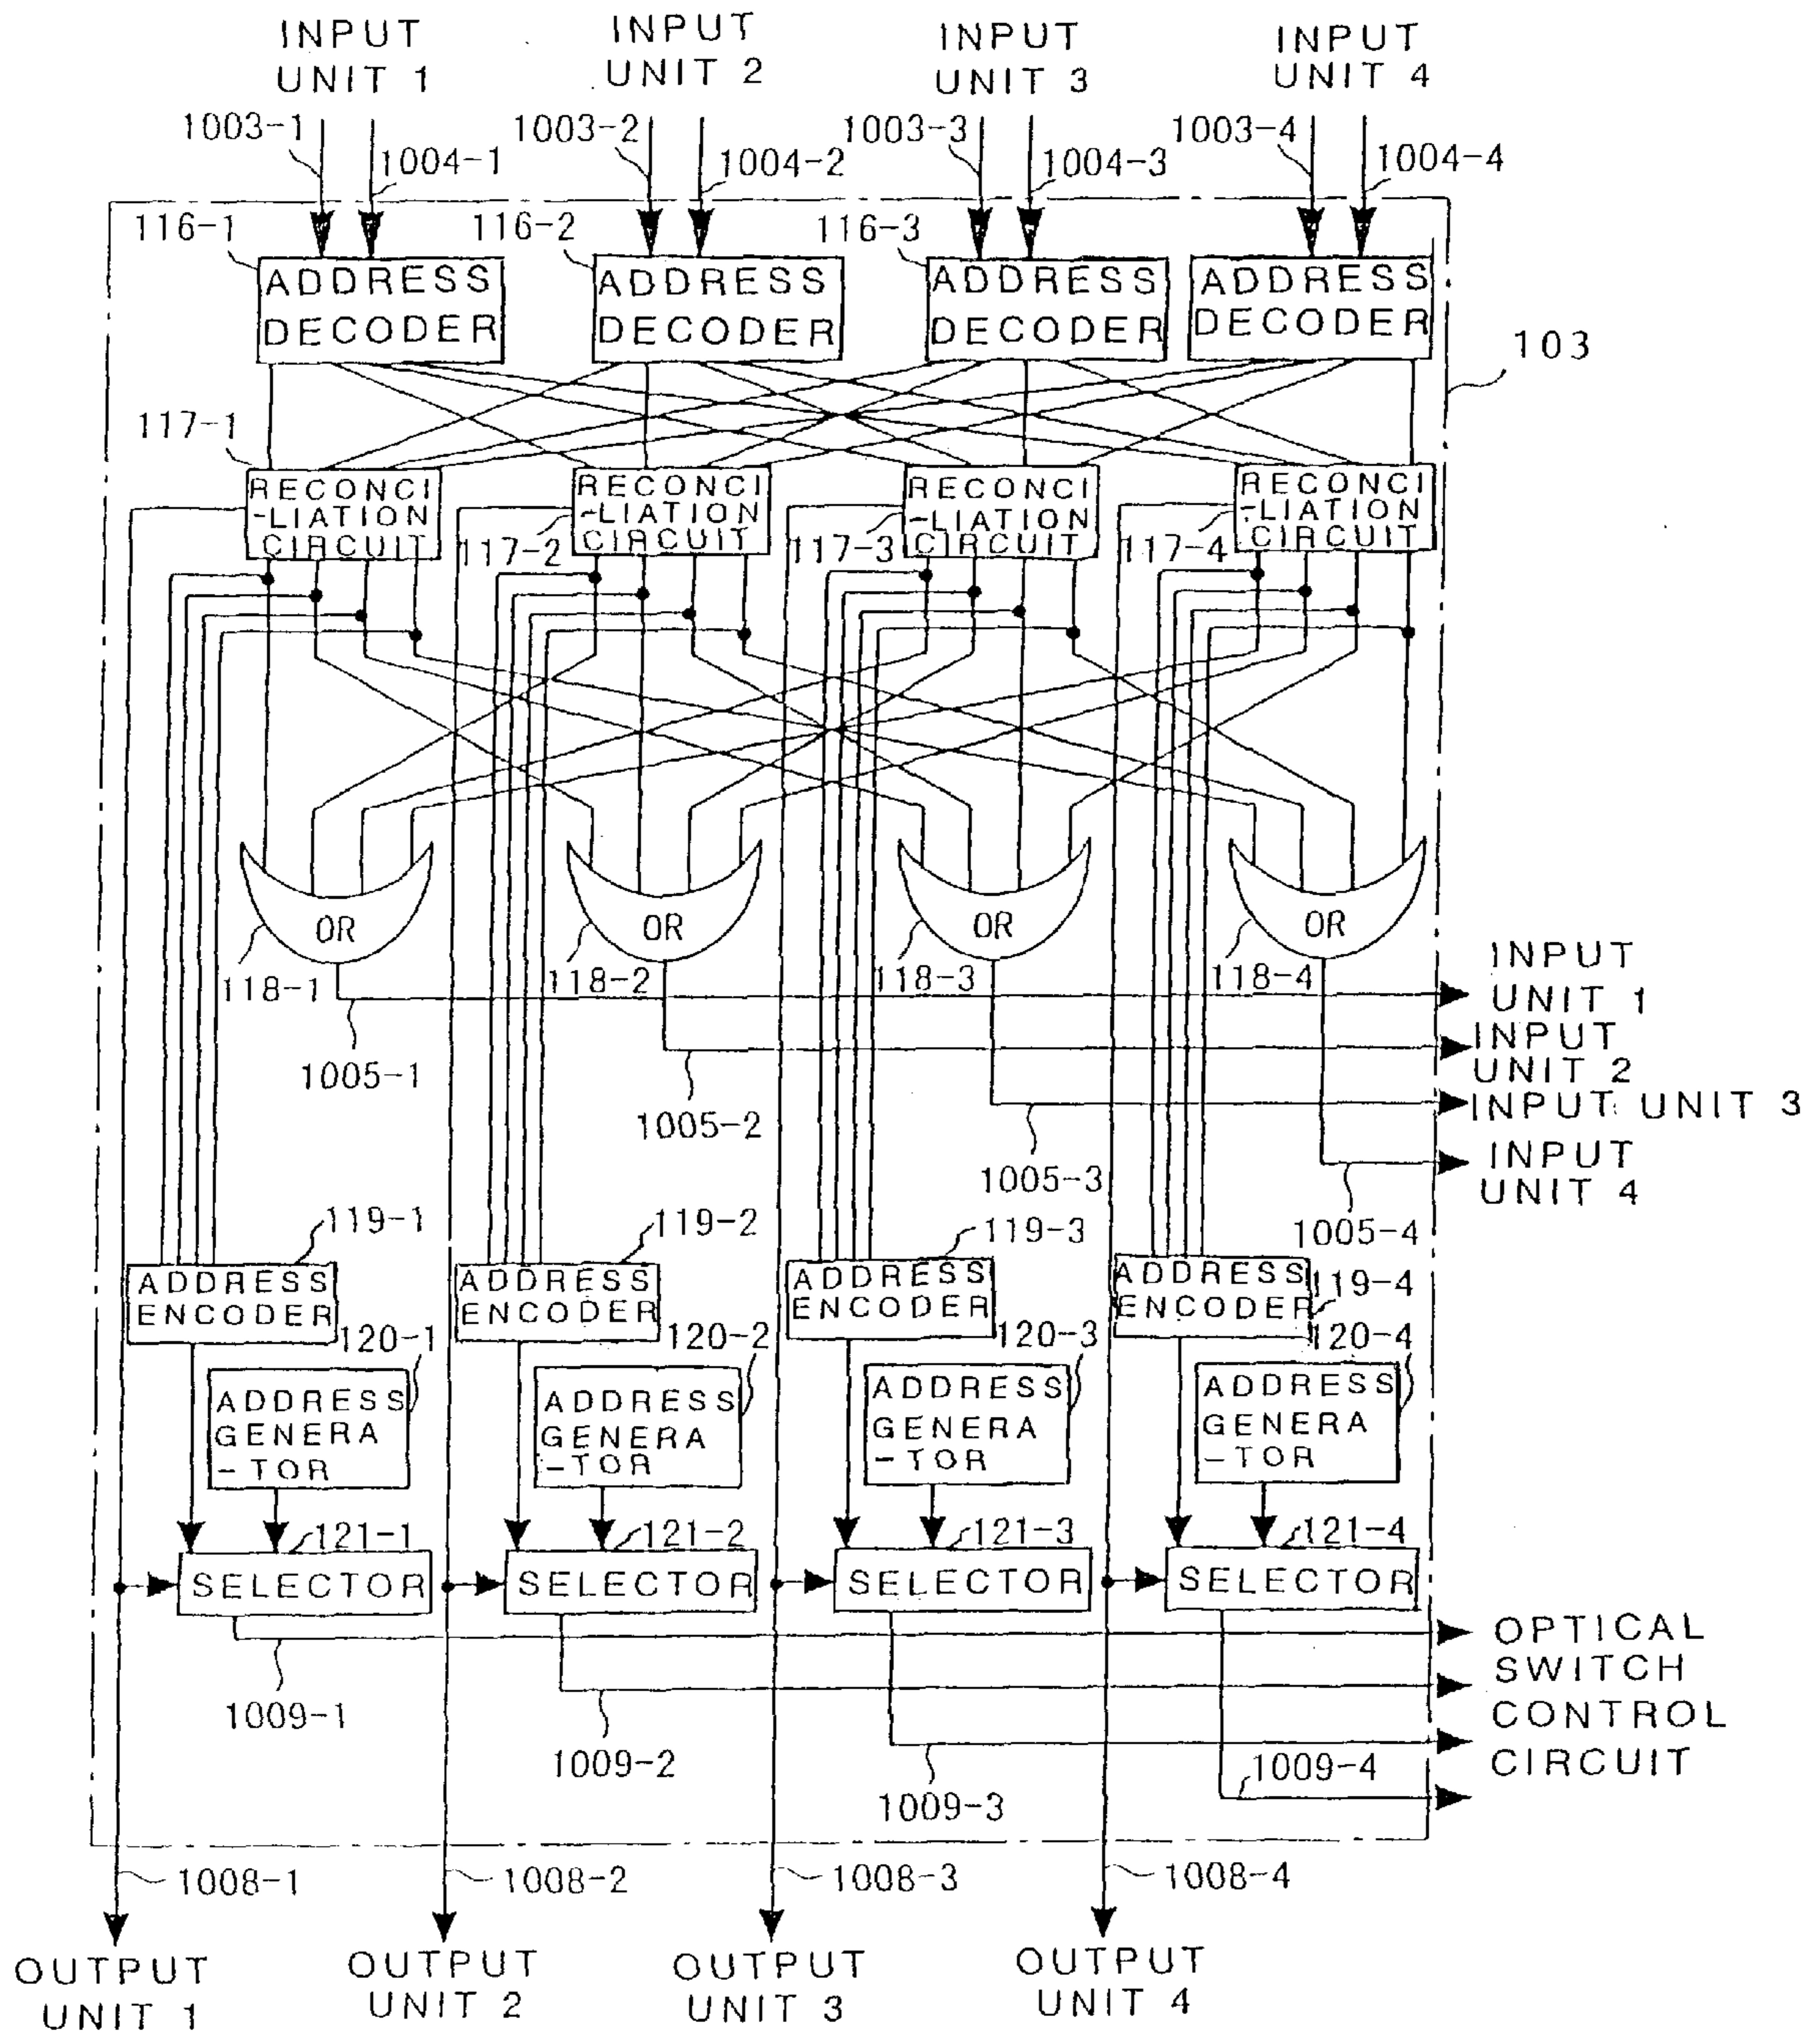 INPUT
UNIT 1
INPUT
UNIT 2
INPUT
UNIT 3
INPUT
UNIT 4
1003-1
1004-1
1003-2
1004-2
1003-3
1004-3
1003-4
1004-4
116-1
116-2
116-3
ADDRESS
DECODER
ADDRESS
DECODER
ADDRESS
DECODER
ADDRESS
DECODER
103
117-1
RECONCI
-LIATION
CIRCUIT
117-2
RECONCI
-LIATION
CIRCUIT
117-3
RECONCI
-LIATION
CIRCUIT
117-4
RECONCI
-LIATION
CIRCUIT
OR
OR
OR
OR
118-1
118-2
118-3
118-4
INPUT
UNIT 1
INPUT
UNIT 2
INPUT UNIT 3
INPUT
UNIT 4
1005-1
1005-2
1005-3
1005-4
119-1
119-2
119-3
119-4
ADDRESS
ENCODER
ADDRESS
ENCODER
ADDRESS
ENCODER
ADDRESS
ENCODER
120-1
120-2
120-3
120-4
ADDRESS
GENERA
-TOR
ADDRESS
GENERA
-TOR
ADDRESS
GENERA
-TOR
ADDRESS
GENERA
-TOR
121-1
121-2
121-3
121-4
SELECTOR
SELECTOR
SELECTOR
SELECTOR
OPTICAL
SWITCH
CONTROL
CIRCUIT
1009-1
1009-2
1009-3
1009-4
1008-1
1008-2
1008-3
1008-4
OUTPUT
UNIT 1
OUTPUT
UNIT 2
OUTPUT
UNIT 3
OUTPUT
UNIT 4